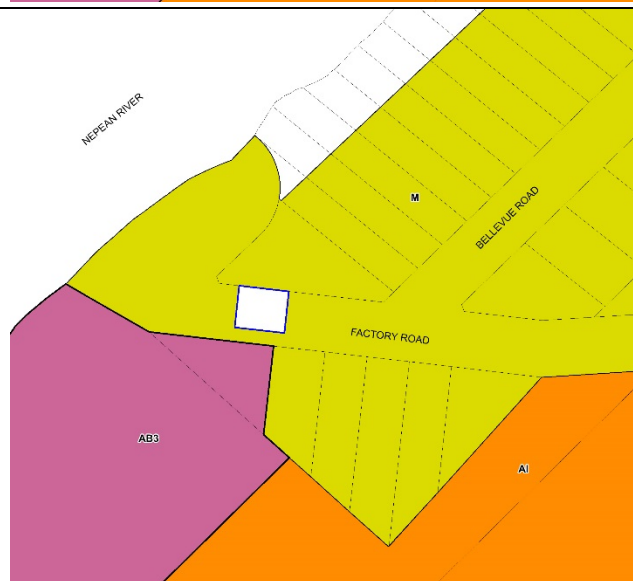 NEPEAN RIVER
M
BELLEVUE ROAD
FACTORY ROAD
AB3
AI